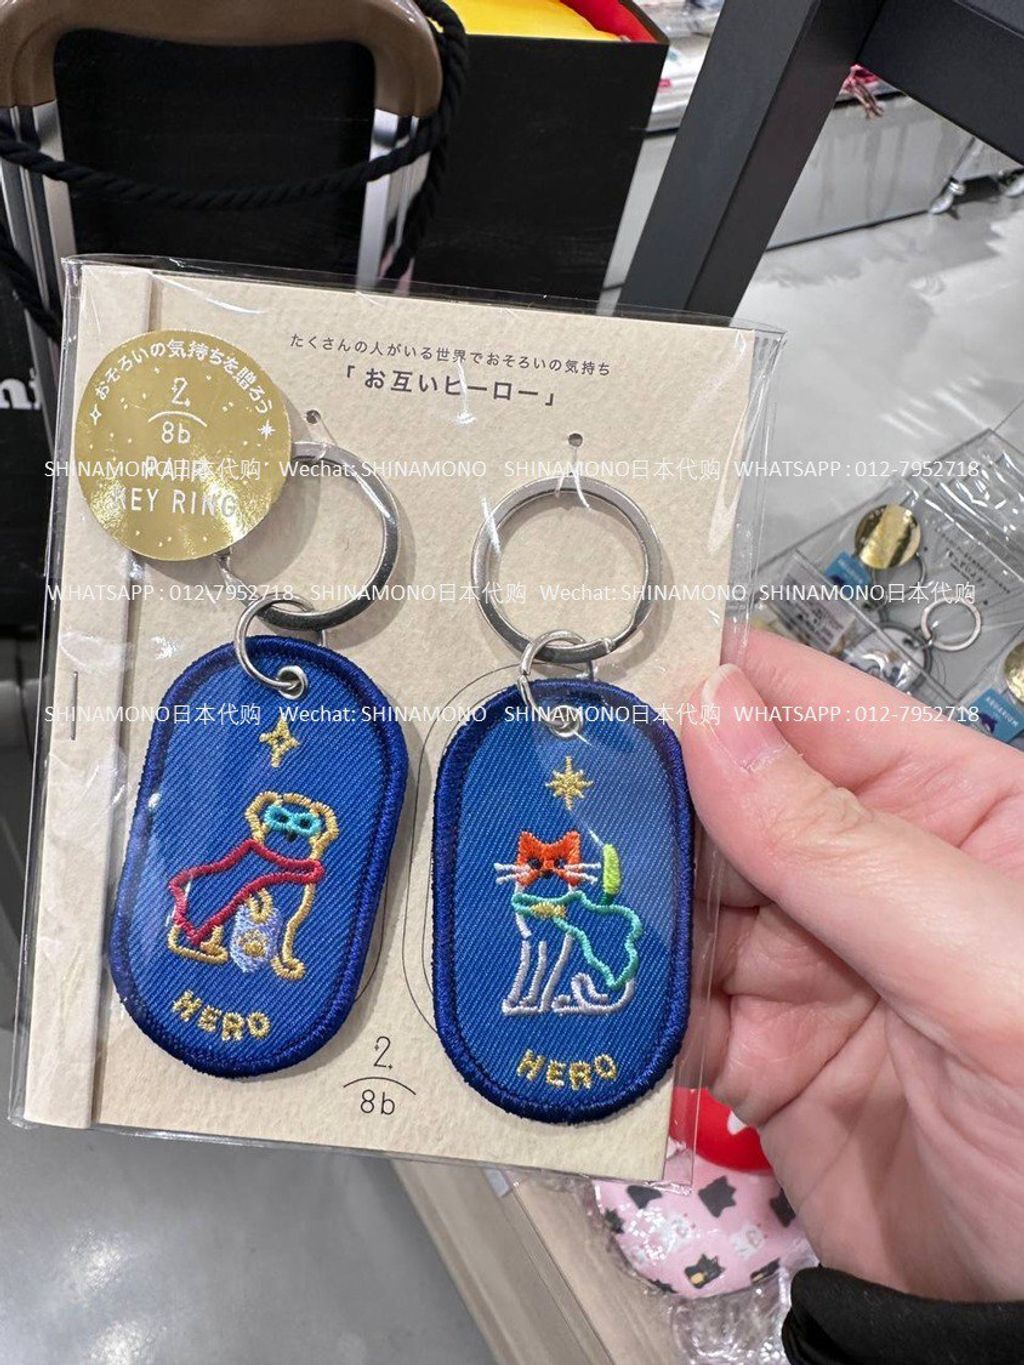 たくさんの人がいる世界でおそろいの気持ち
「お互いヒーロー」
おそろいの気持ちを贈ろう
2
8b
PAIR
KEY RING
SHINAMONO日本代购 Wechat: SHINAMONO SHINAMONO日本代购 WHATSAPP : 012-7952718
WHATSAPP : 012-7952718 SHINAMONO日本代购 Wechat: SHINAMONO SHINAMONO日本代购
SHINAMONO日本代购 Wechat: SHINAMONO SHINAMONO日本代购 WHATSAPP : 012-7952718
AQUARIUM
HERO
HERO
2
8b